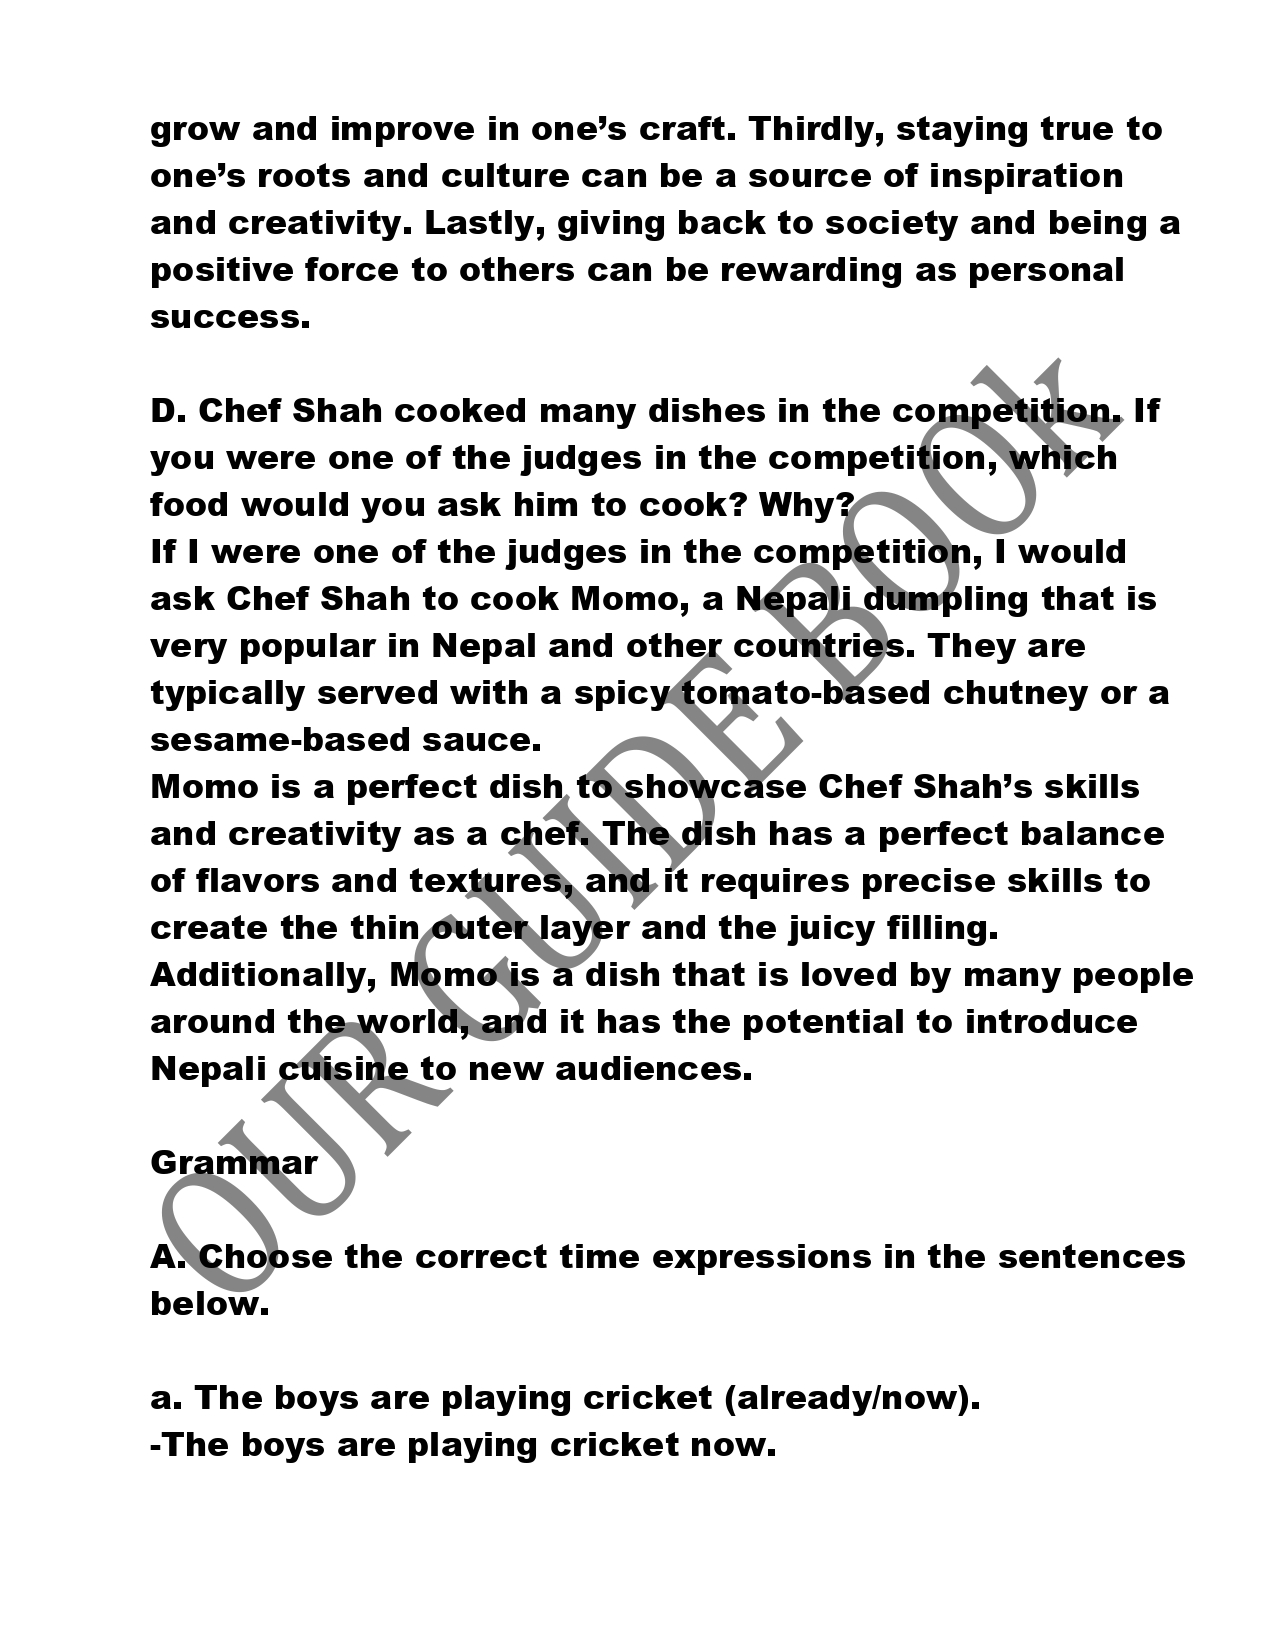 grow and improve in one’s craft. Thirdly, staying true to
one’s roots and culture can be a source of inspiration
and creativity. Lastly, giving back to society and being a
positive force to others can be rewarding as personal
success.
D. Chef Shah cooked many dishes in the competition. If
you were one of the judges in the competition, which
food would you ask him to cook? Why?
If I were one of the judges in the competition, I would
ask Chef Shah to cook Momo, a Nepali dumpling that is
very popular in Nepal and other countries. They are
typically served with a spicy tomato-based chutney or a
sesame-based sauce.
Momo is a perfect dish to showcase Chef Shah’s skills
and creativity as a chef. The dish has a perfect balance
of flavors and textures, and it requires precise skills to
create the thin outer layer and the juicy filling.
Additionally, Momo is a dish that is loved by many people
around the world, and it has the potential to introduce
Nepali cuisine to new audiences.
Grammar
A. Choose the correct time expressions in the sentences
below.
a. The boys are playing cricket (already/now).
-The boys are playing cricket now.
OUR GUIDE BOOk